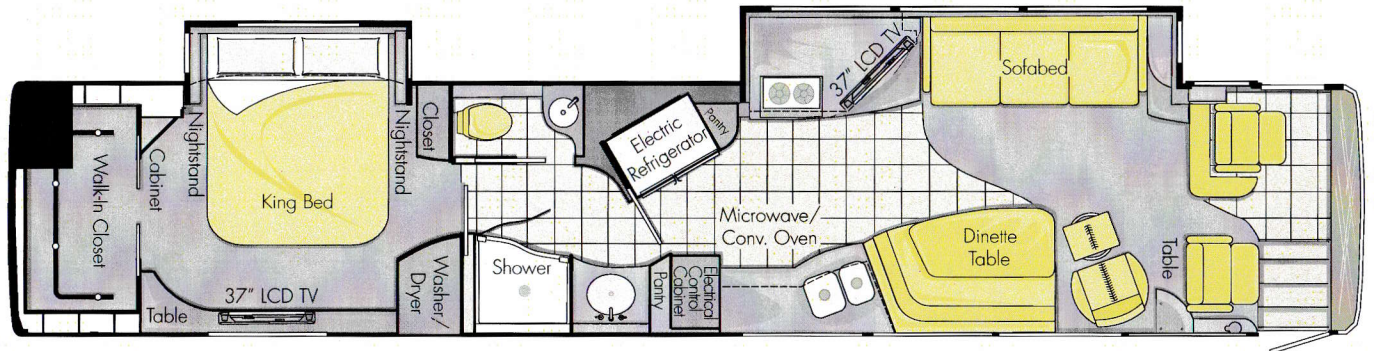 Walk-In Closet
Cabinet
Nightstand
King Bed
Nightstand
Closet
Table
37" LCD TV
Washer/
Dryer
Shower
Electric
Refrigerator
Pantry
Pantry
Electrical
Control
Cabinet
Microwave/
Conv. Oven
37" LCD TV
Sofabed
Dinette
Table
Table